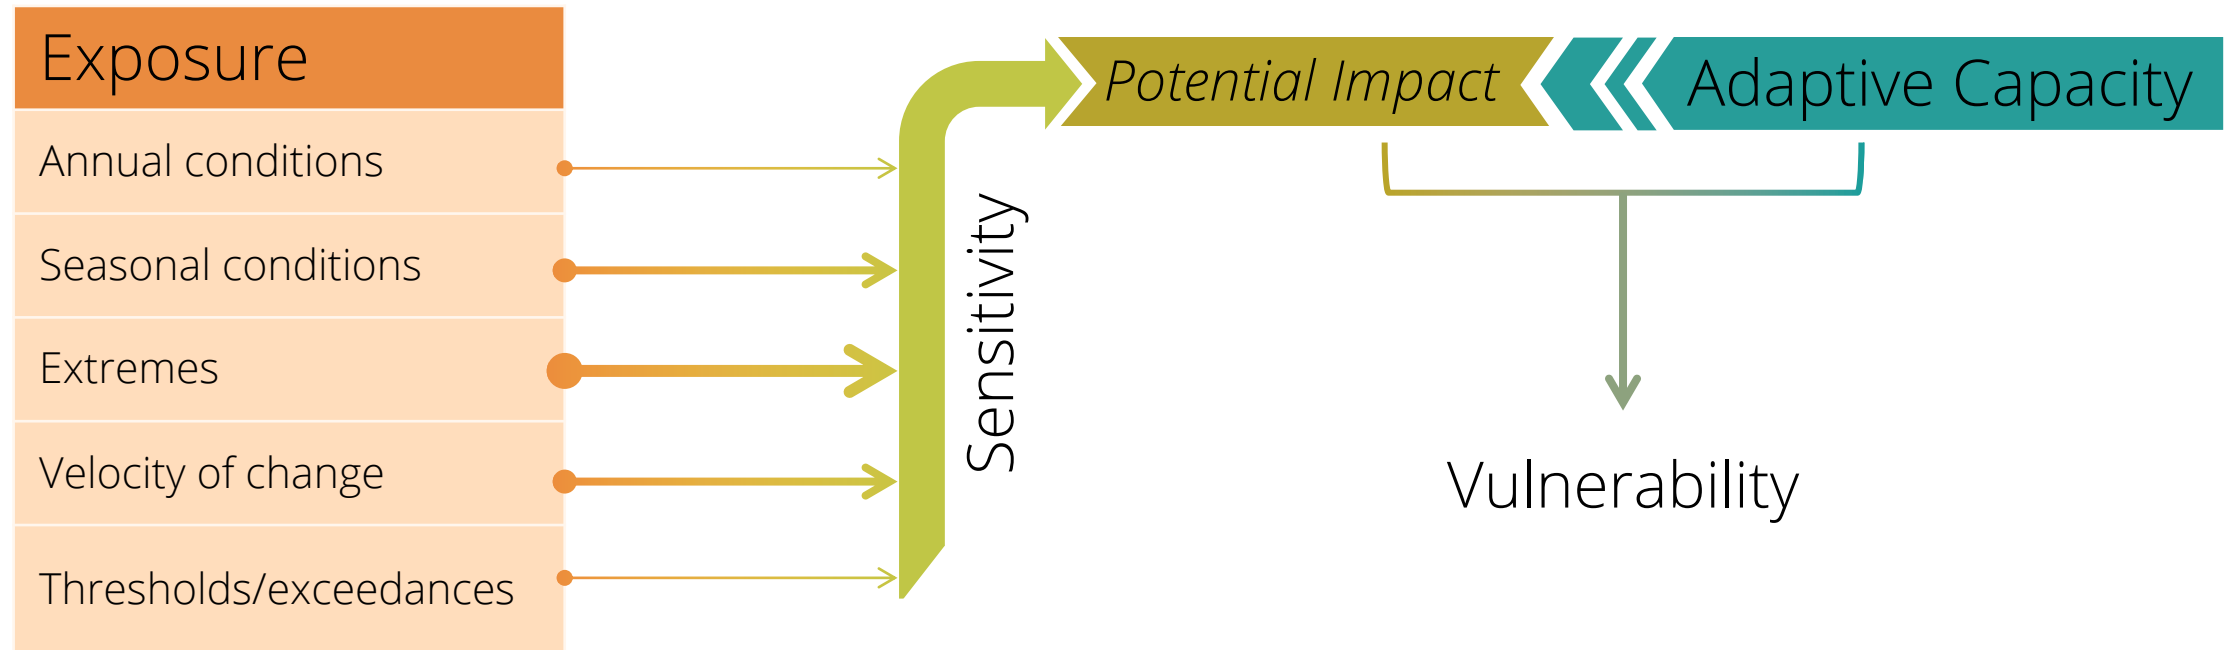 Exposure
Annual conditions
Seasonal conditions
Extremes
Velocity of change
Thresholds/exceedances
Sensitivity
Potential Impact
Adaptive Capacity
Vulnerability